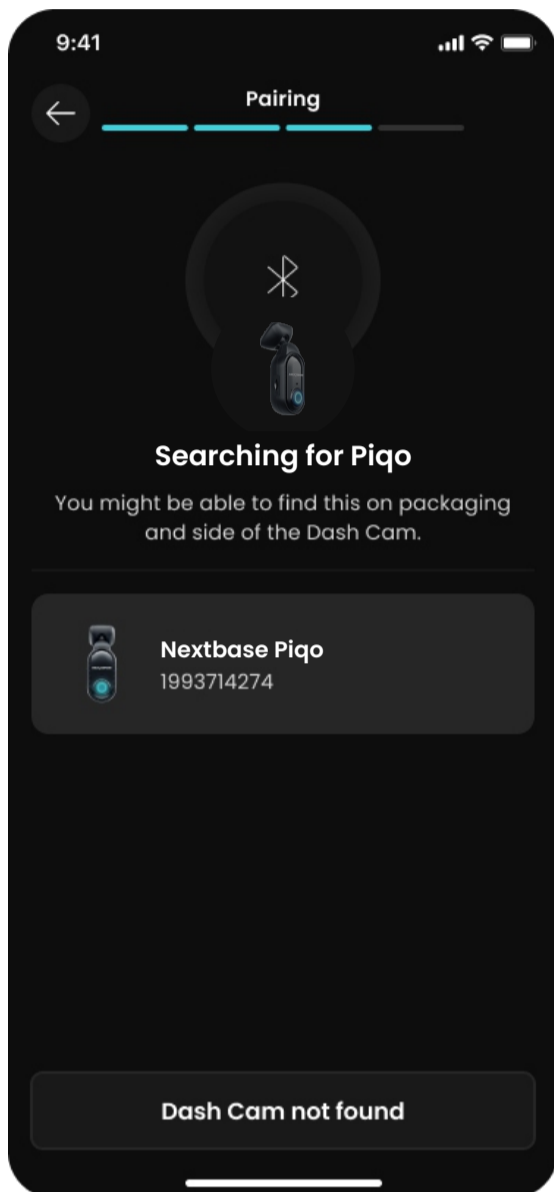 9:41
Pairing
Searching for Piqo
You might be able to find this on packaging
and side of the Dash Cam.
Nextbase Piqo
1993714274
Dash Cam not found